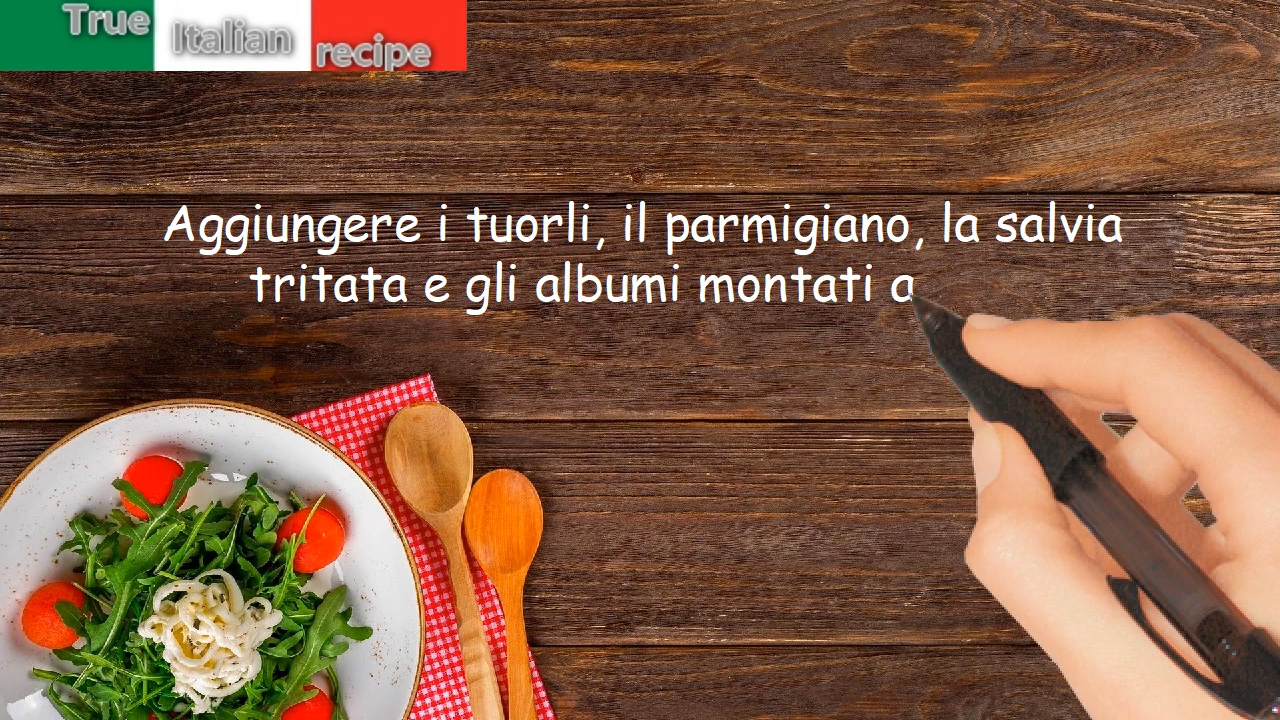 True Italian recipe
Aggiungere i tuorli, il parmigiano, la salvia
tritata e gli albumi montati a